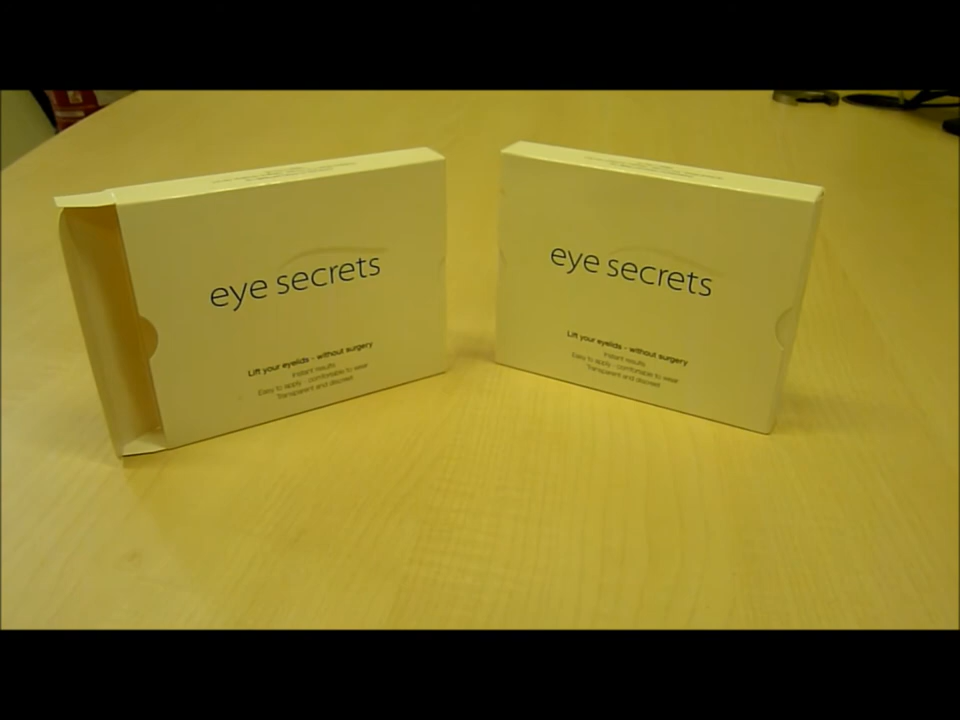 eye secrets
Lift your eyelids - without surgery
Instant results
Easy to apply - comfortable to wear
Transparent and discreet
eye secrets
Lift your eyelids - without surgery
Instant results
Easy to apply - comfortable to wear
Transparent and discreet